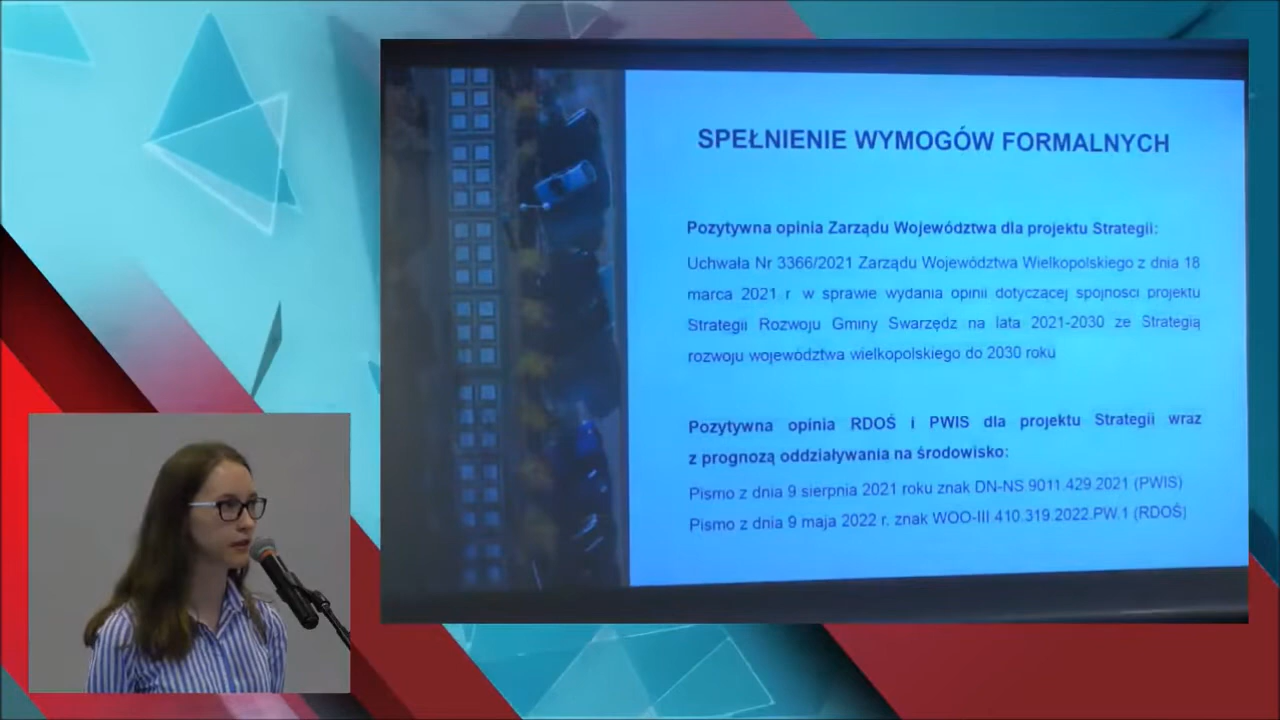 SPEŁNIENIE WYMOGÓW FORMALNYCH
Pozytywna opinia Zarządu Województwa dla projektu Strategii:
Uchwała Nr 3366/2021 Zarządu Województwa Wielkopolskiego z dnia 18
marca 2021 r w sprawie wydania opinii dotyczącej spójności projektu
Strategii Rozwoju Gminy Swarzędz na lata 2021-2030 ze Strategią
rozwoju województwa wielkopolskiego do 2030 roku
Pozytywna opinia RDOŚ i PWIS dla projektu Strategii wraz
z prognozą oddziaływania na środowisko:
Pismo z dnia 9 sierpnia 2021 roku znak DN-NS.9011.429.2021 (PWIS)
Pismo z dnia 9 maja 2022 r. znak WOO-III 410.319.2022.PW.1 (RDOŚ)